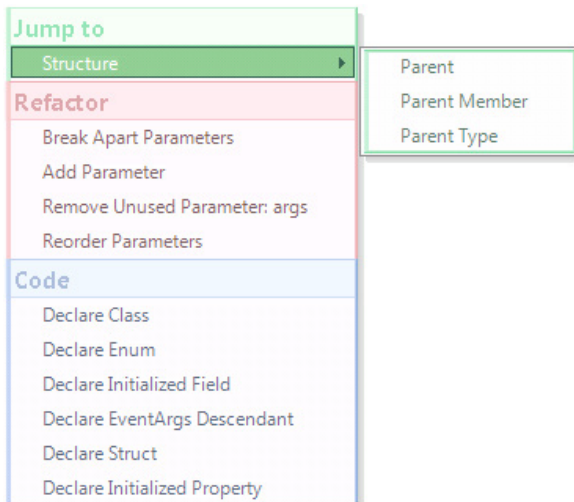 Jump to
Structure
Parent
Parent Member
Parent Type
Refactor
Break Apart Parameters
Add Parameter
Remove Unused Parameter: args
Reorder Parameters
Code
Declare Class
Declare Enum
Declare Initialized Field
Declare EventArgs Descendant
Declare Struct
Declare Initialized Property